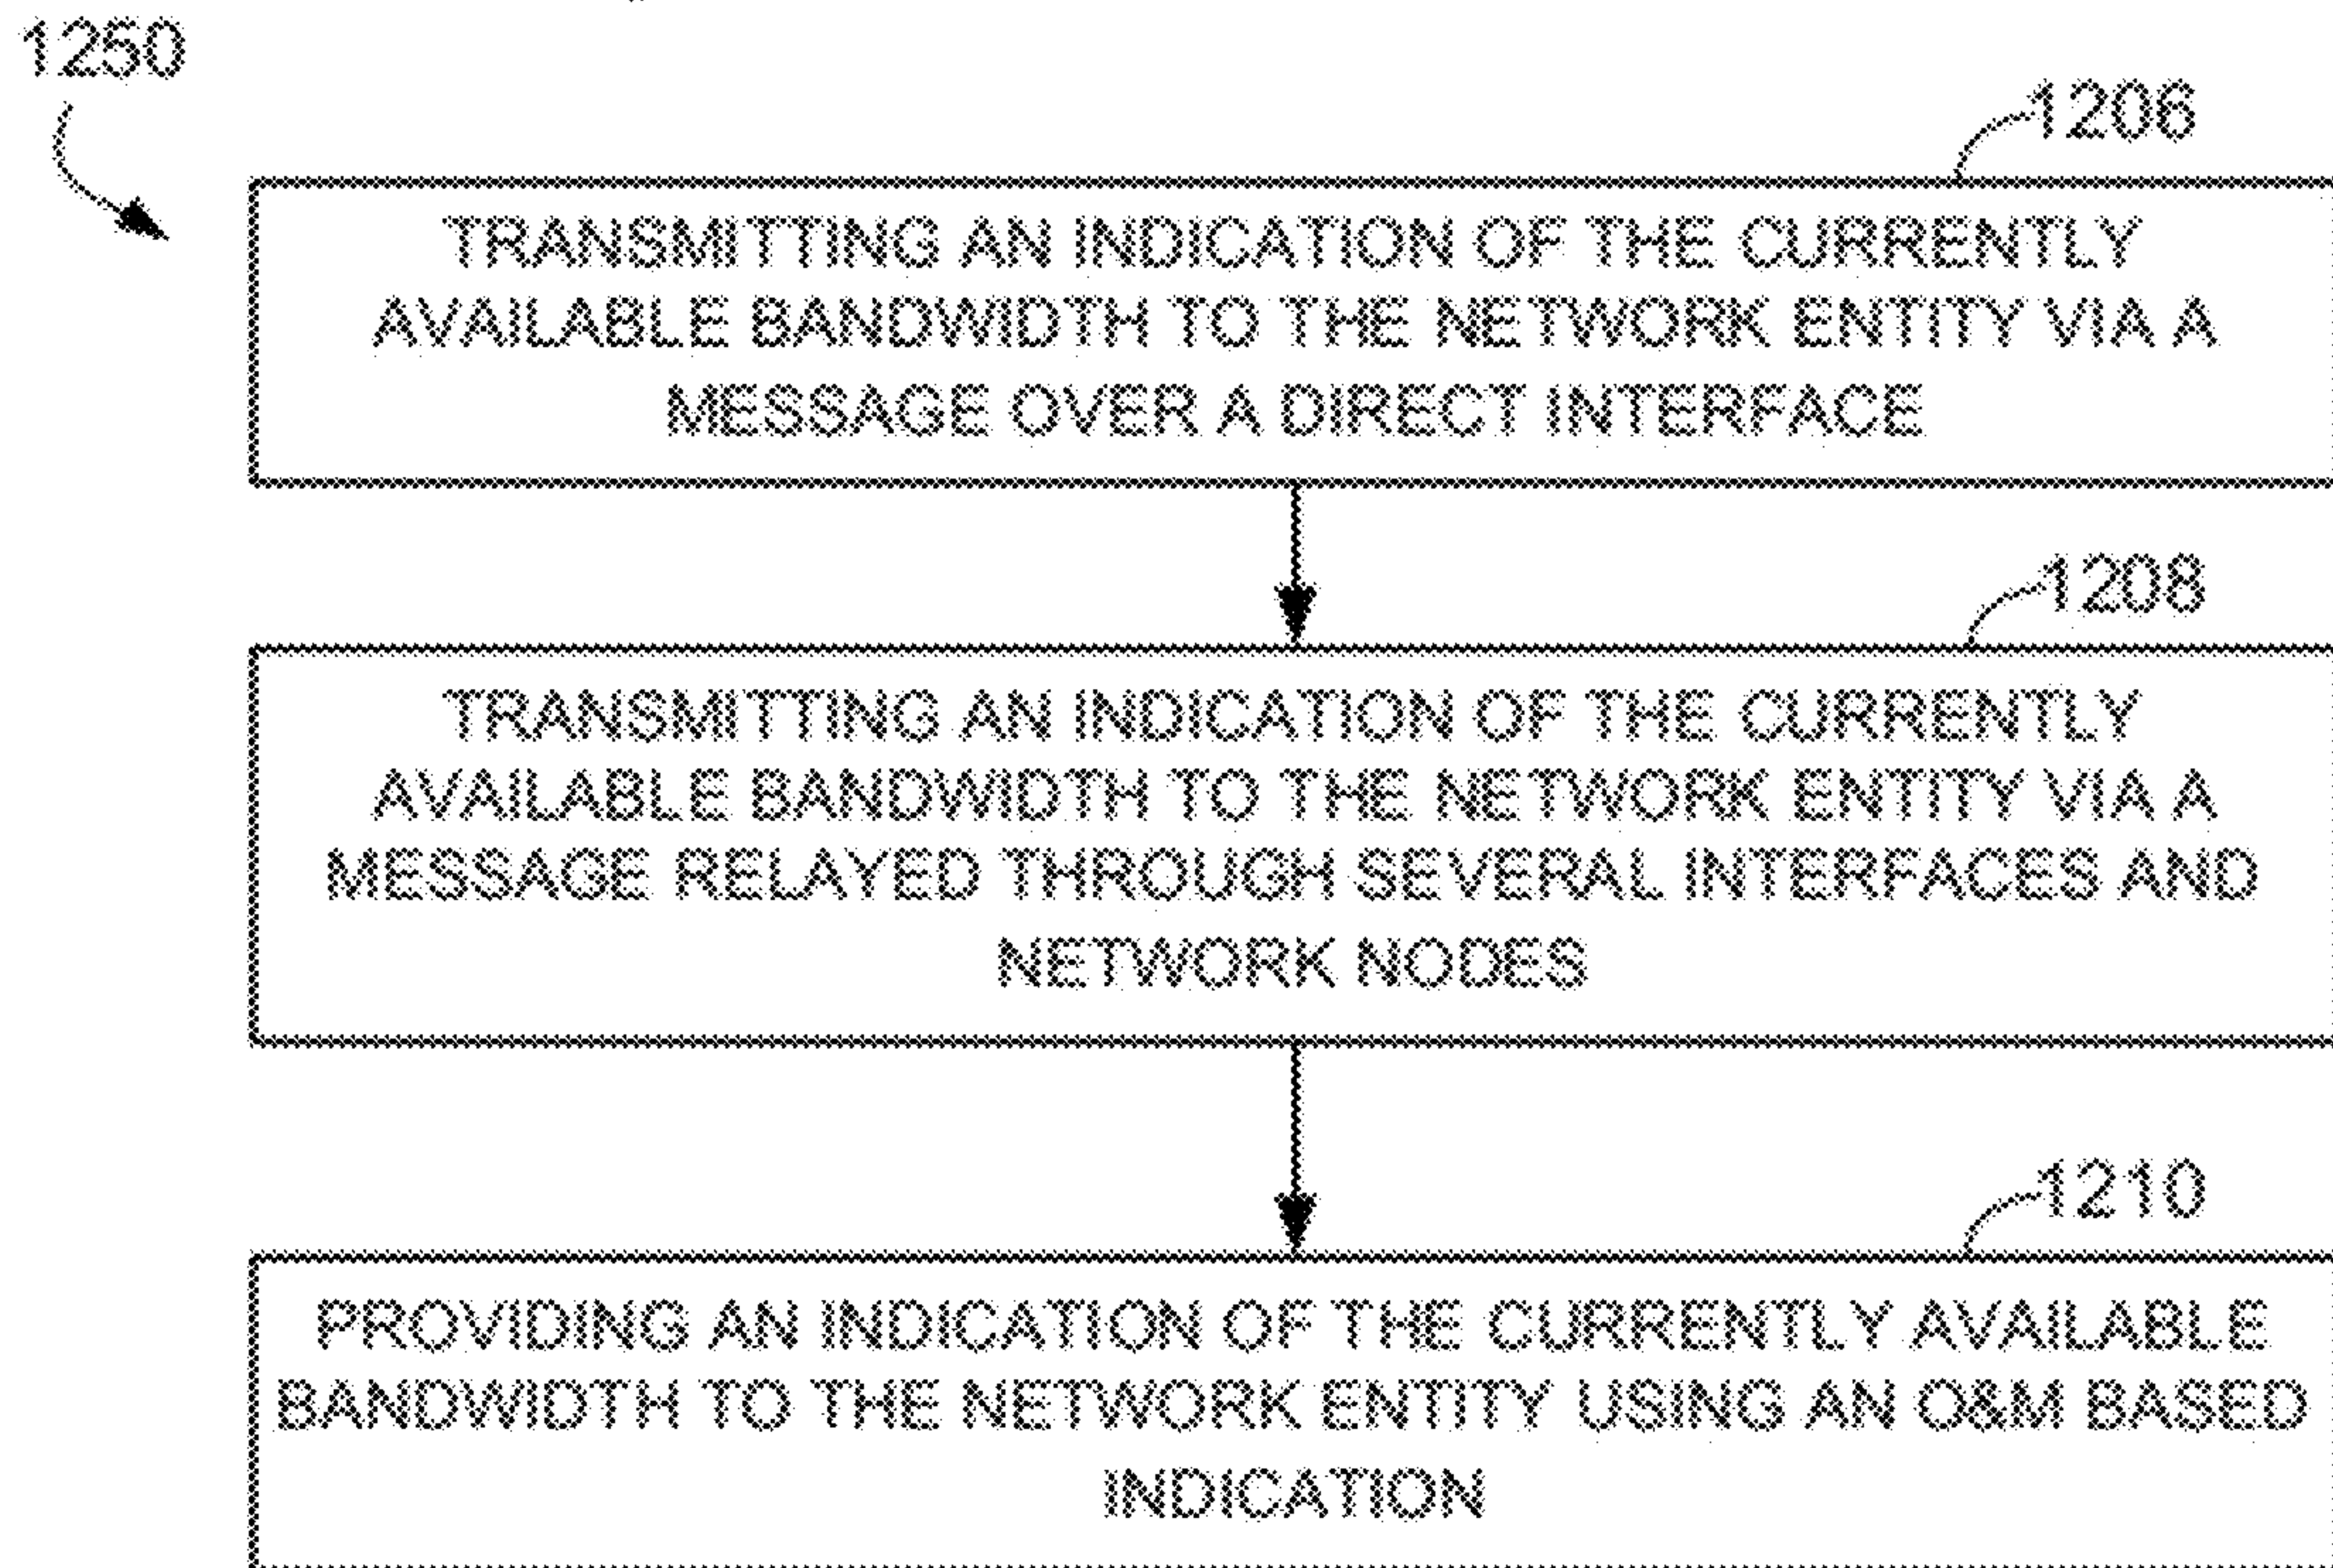 1250
1206
TRANSMITTING AN INDICATION OF THE CURRENTLY
AVAILABLE BANDWIDTH TO THE NETWORK ENTITY VIA A
MESSAGE OVER A DIRECT INTERFACE
1208
TRANSMITTING AN INDICATION OF THE CURRENTLY
AVAILABLE BANDWIDTH TO THE NETWORK ENTITY VIA A
MESSAGE RELAYED THROUGH SEVERAL INTERFACES AND
NETWORK NODES
1210
PROVIDING AN INDICATION OF THE CURRENTLY AVAILABLE
BANDWIDTH TO THE NETWORK ENTITY USING AN O&M BASED
INDICATION